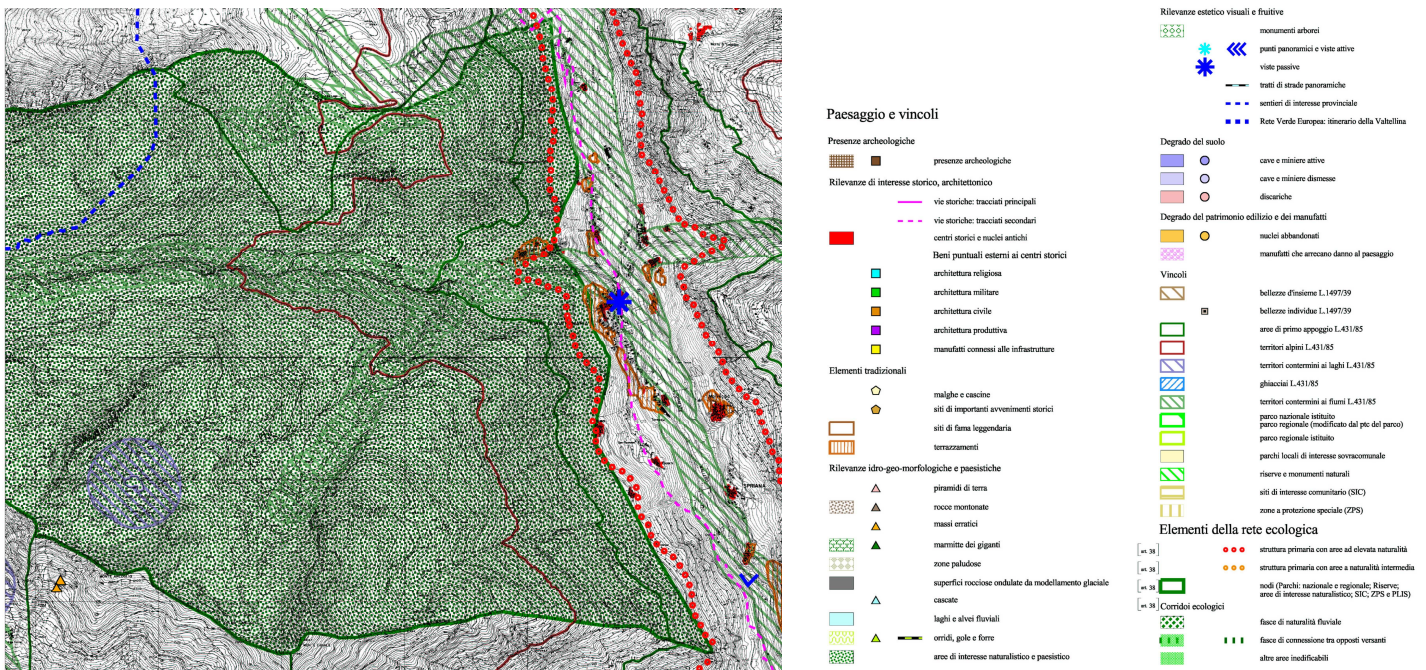 SPRIANA
Paesaggio e vincoli
Presenze archeologiche
presenze archeologiche
Rilevanze di interesse storico, architettonico
vie storiche: tracciati principali
vie storiche: tracciati secondari
centri storici e nuclei antichi
Beni puntuali esterni ai centri storici
architettura religiosa
architettura militare
architettura civile
architettura produttiva
manufatti connessi alle infrastrutture
Elementi tradizionali
malghe e cascine
siti di importanti avvenimenti storici
siti di fama leggendaria
terrazzamenti
Rilevanze idro-geo-morfologiche e paesistiche
piramidi di terra
rocce montonate
massi erratici
marmitte dei giganti
zone paludose
superfici rocciose ondulate da modellamento glaciale
cascate
laghi e alvei fluviali
orridi, gole e forre
aree di interesse naturalistico e paesistico
Rilevanze estetico visuali e fruitive
monumenti arborei
punti panoramici e viste attive
viste passive
tratti di strade panoramiche
sentieri di interesse provinciale
Rete Verde Europea: itinerario della Valtellina
Degrado del suolo
cave e miniere attive
cave e miniere dismesse
discariche
Degrado del patrimonio edilizio e dei manufatti
nuclei abbandonati
manufatti che arrecano danno al paesaggio
Vincoli
bellezze d'insieme L.1497/39
bellezze individue L.1497/39
aree di primo appoggio L.431/85
territori alpini L.431/85
territori contermini ai laghi L.431/85
ghiacciai L.431/85
territori contermini ai fiumi L.431/85
parco nazionale istituito
parco regionale (modificato dal ptc del parco)
parco regionale istituito
parchi locali di interesse sovracomunale
riserve e monumenti naturali
siti di interesse comunitario (SIC)
zone a protezione speciale (ZPS)
Elementi della rete ecologica
art 38 struttura primaria con aree ad elevata naturalità
art 38 struttura primaria con aree a naturalità intermedia
art 38 nodi (Parchi: nazionale e regionale; Riserve;
aree di interesse naturalistico; SIC; ZPS e PLIS)
art 38 Corridoi ecologici
fasce di naturalità fluviale
fasce di connessione tra opposti versanti
altre aree inedificabili